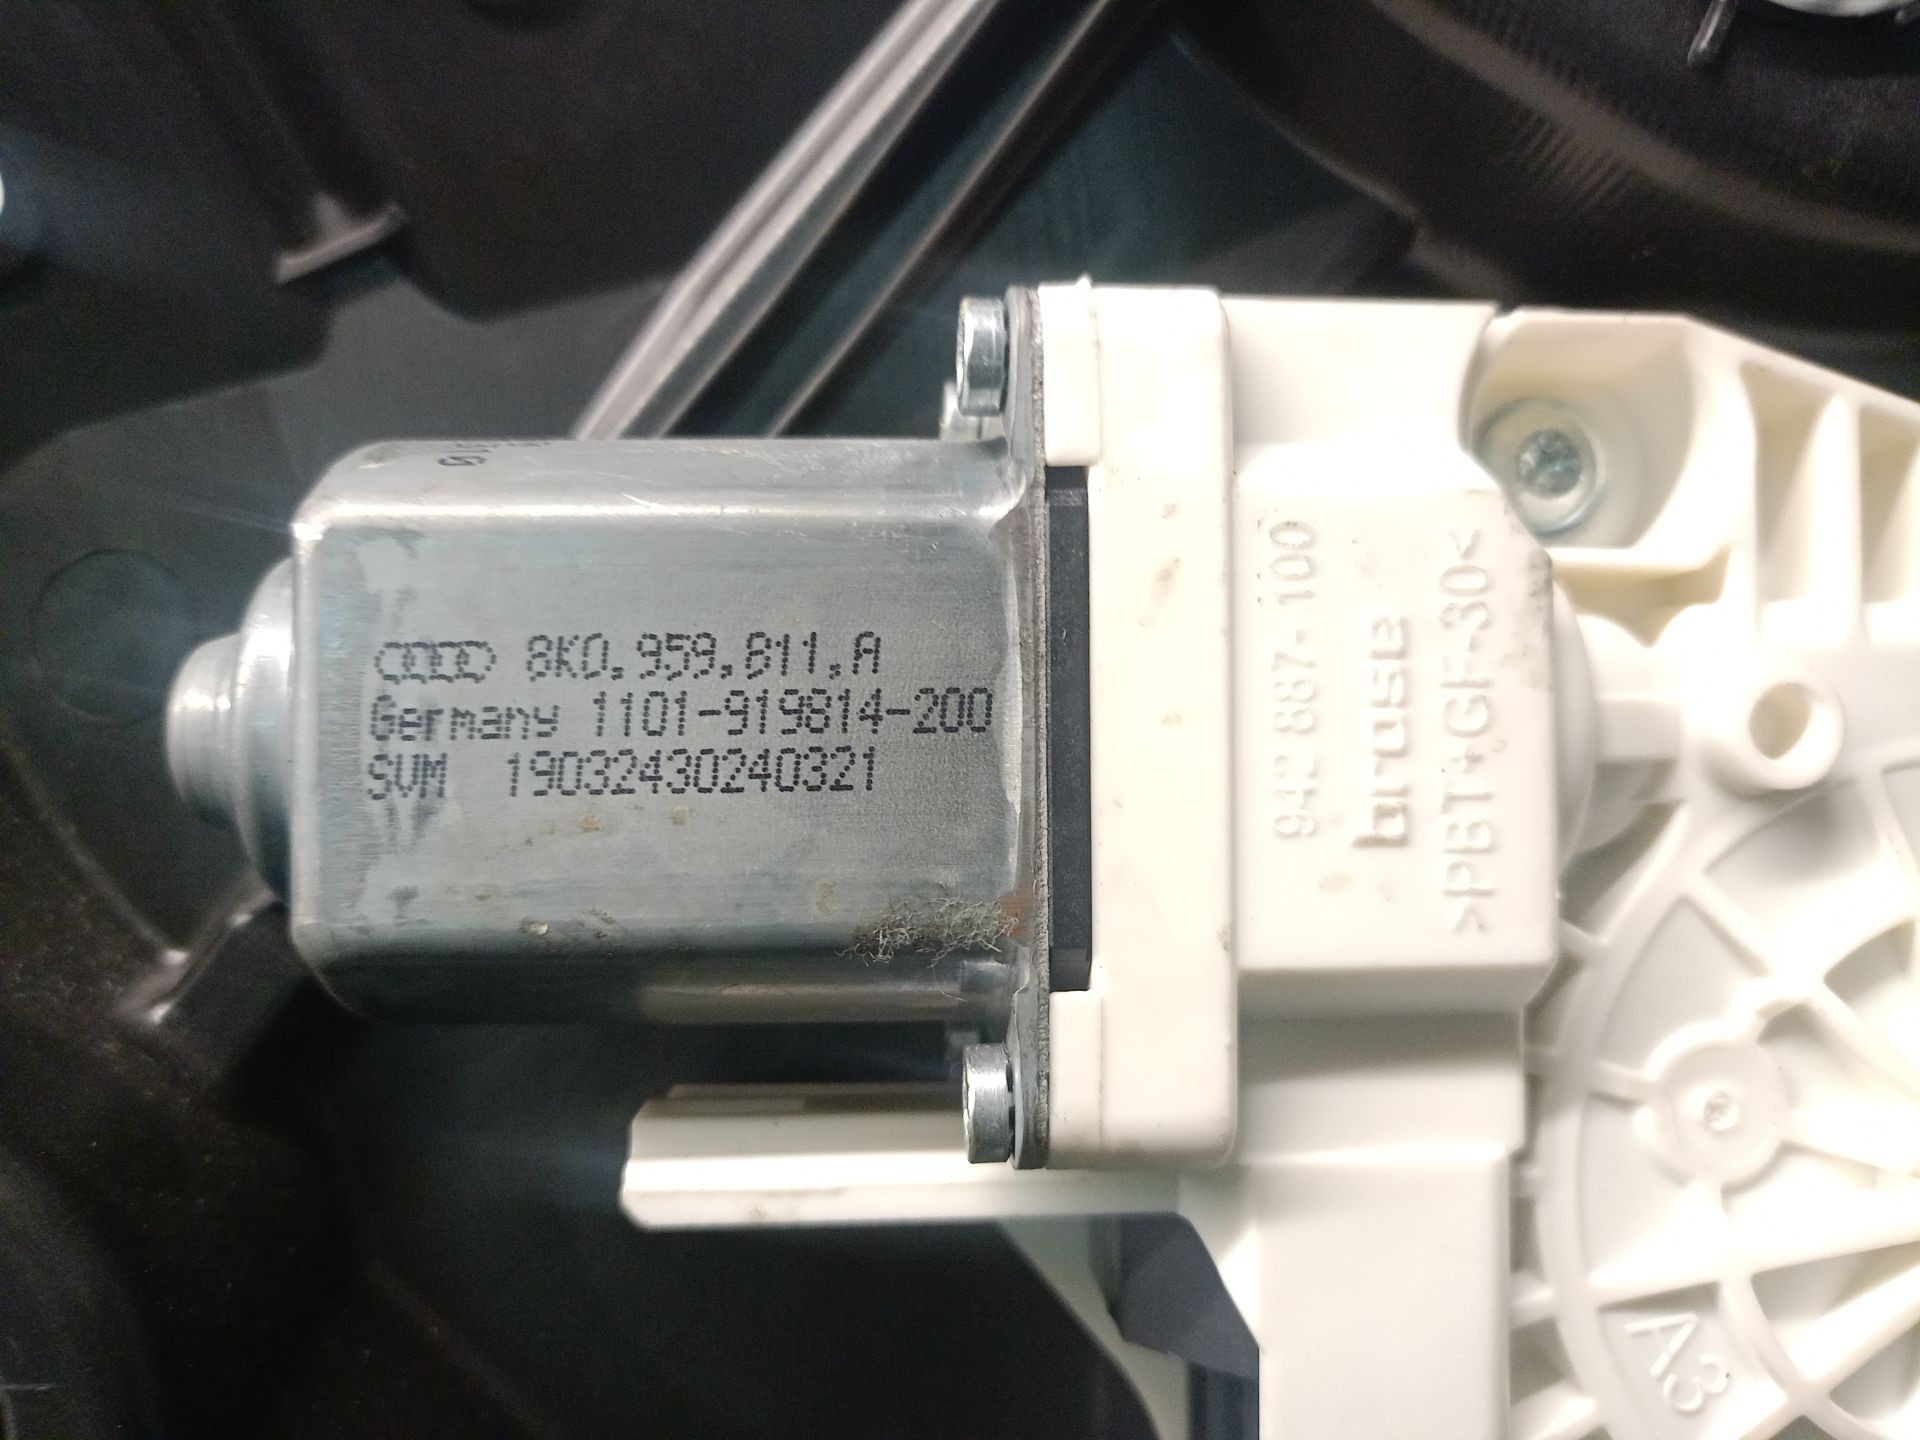 8K0.959.811.A
Germany 1101-919814-200
SVM 19032430240321
942 887-100
brose
>PBT+GF-30<
A3